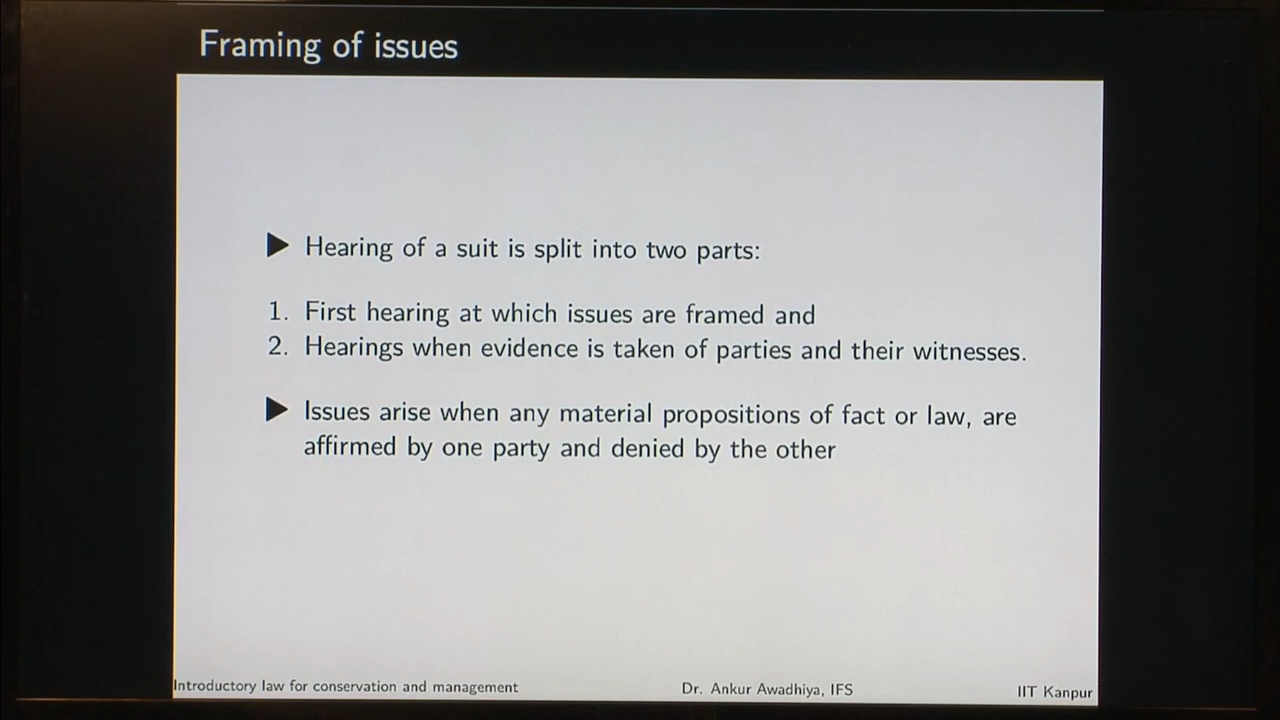 Framing of issues
▶ Hearing of a suit is split into two parts:
1. First hearing at which issues are framed and
2. Hearings when evidence is taken of parties and their witnesses.
▶ Issues arise when any material propositions of fact or law, are
affirmed by one party and denied by the other
Introductory law for conservation and management Dr. Ankur Awadhiya, IFS IIT Kanpur